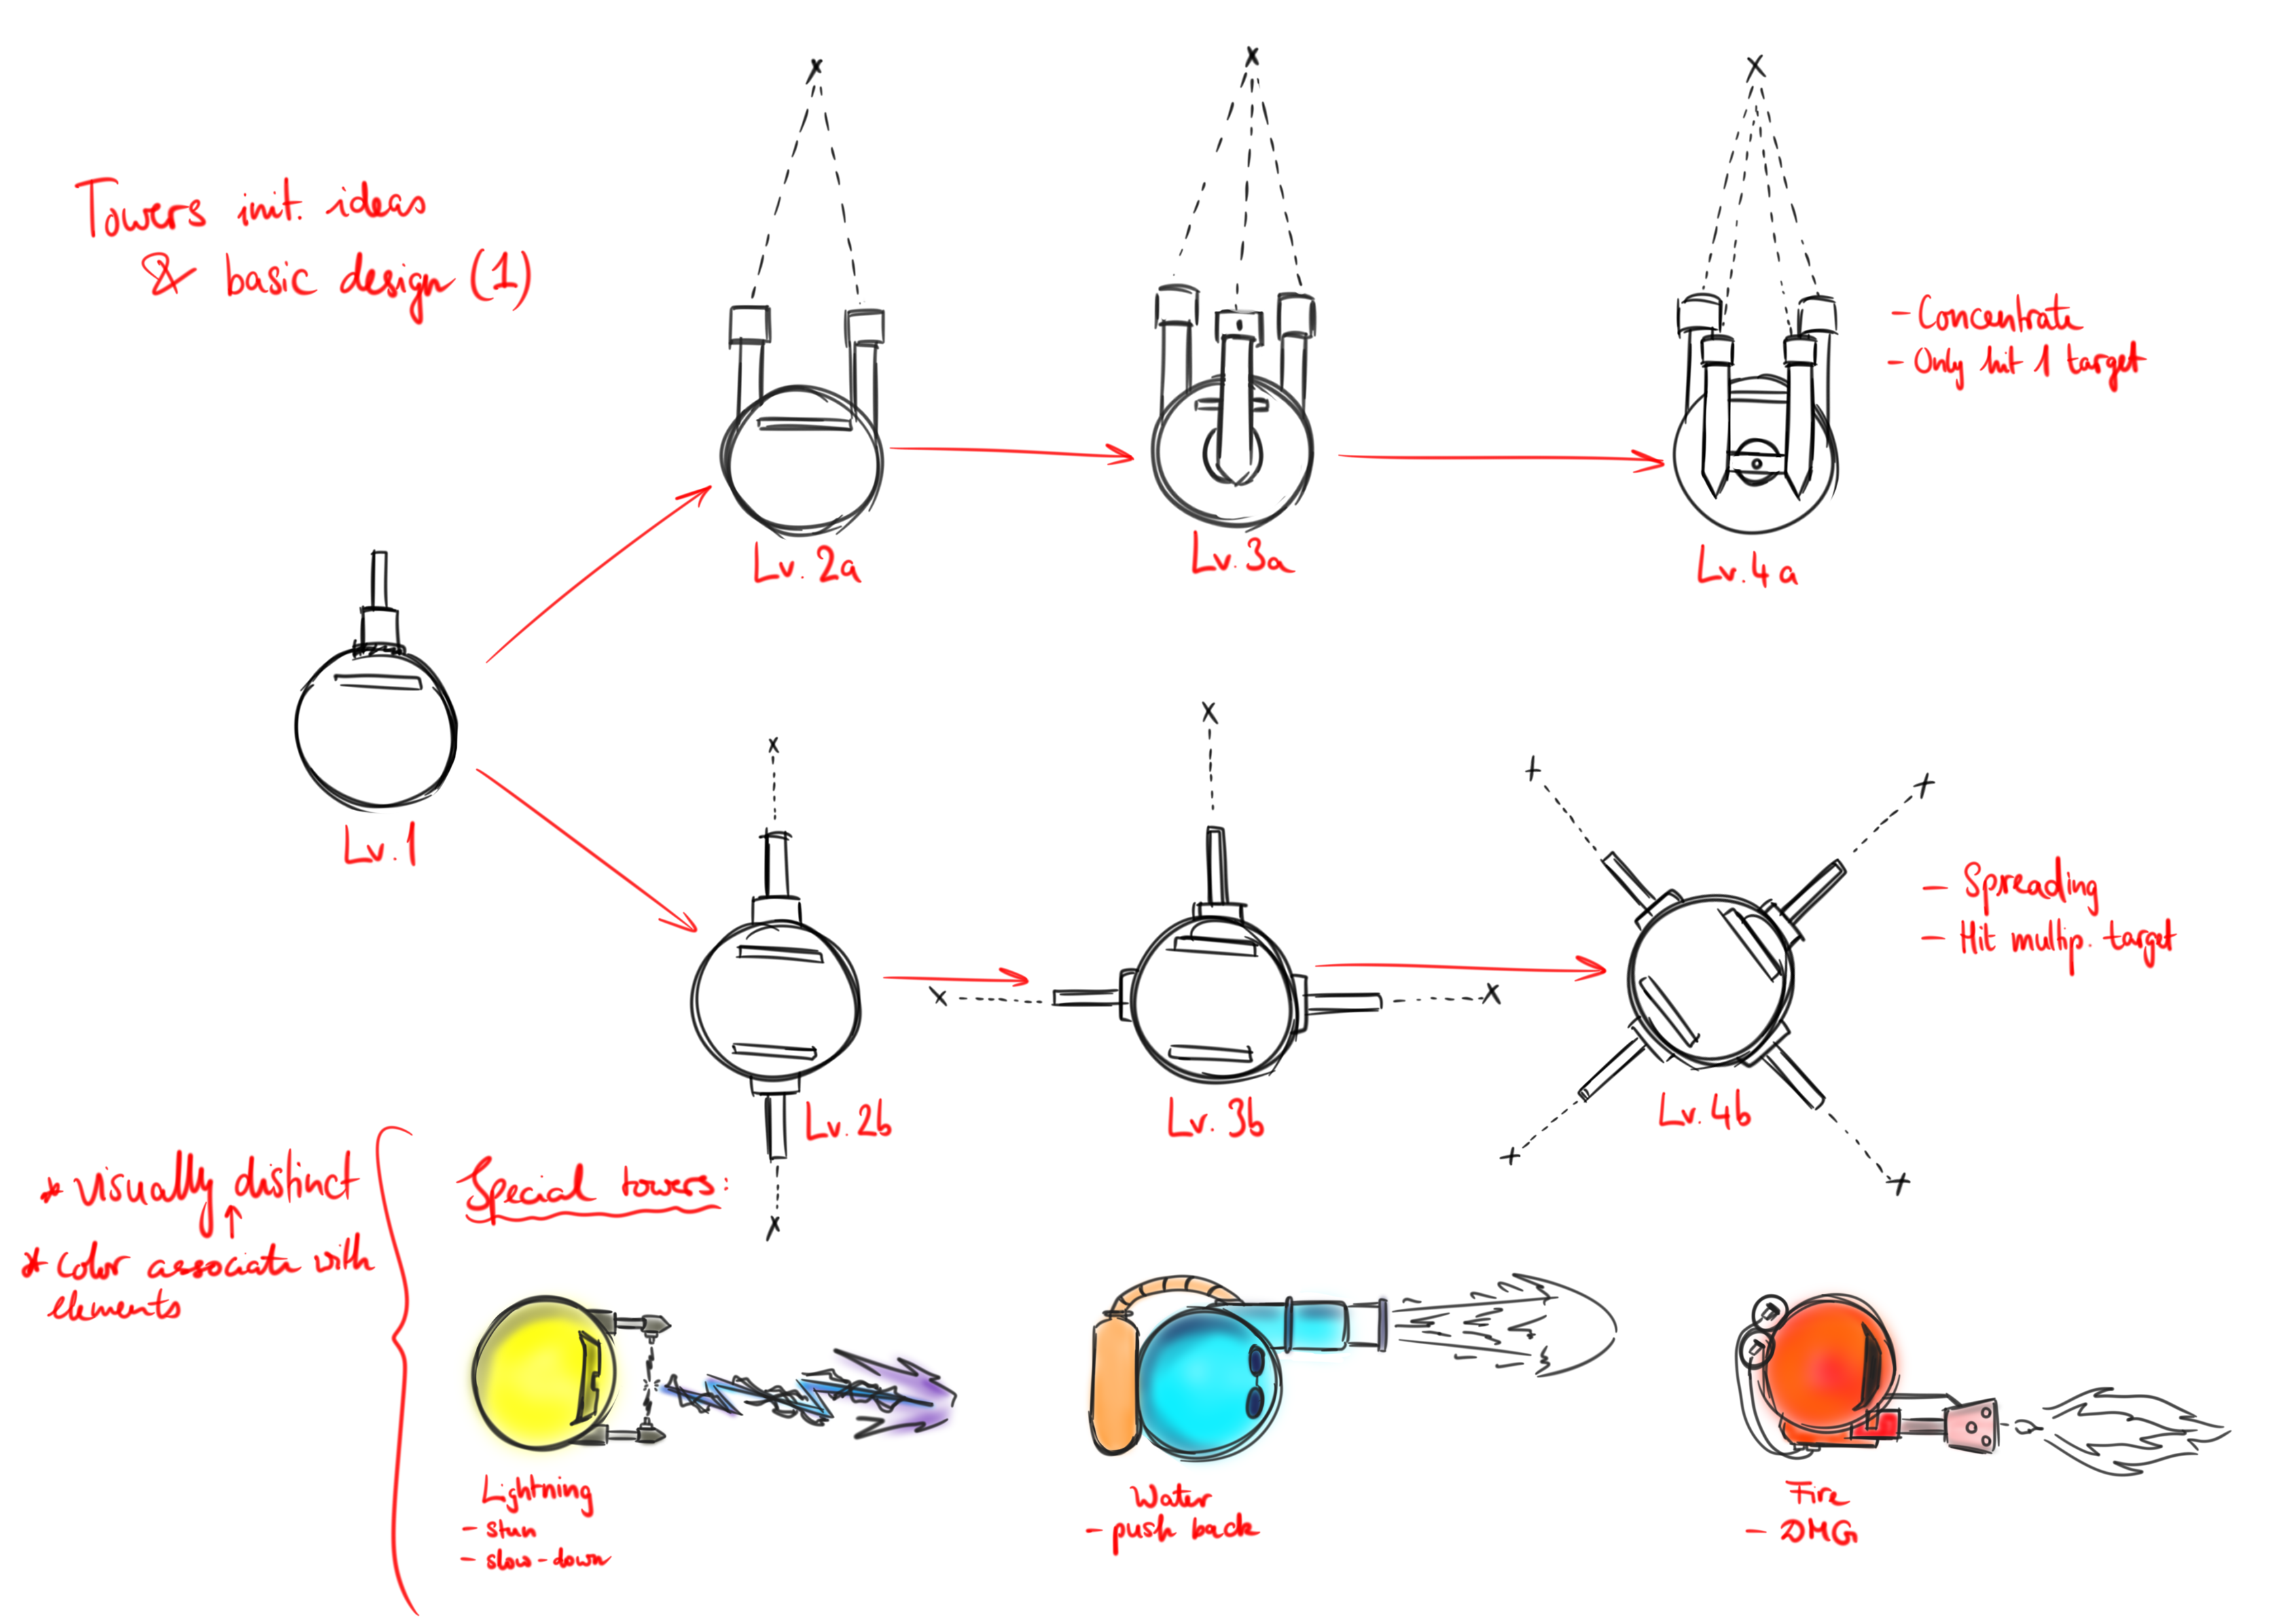 Towers init. ideas
& basic design (1)
Lv. 2a
Lv. 3a
Lv. 4a
- Concentrate
- Only hit 1 target
Lv. 1
Lv. 2b
Lv. 3b
Lv. 4b
- Spreading
- Hit multip. target
* visually distinct
* color associate with
elements
Special towers:
Lightning
- stun
- slow-down
Water
- push back
Fire
- DMG